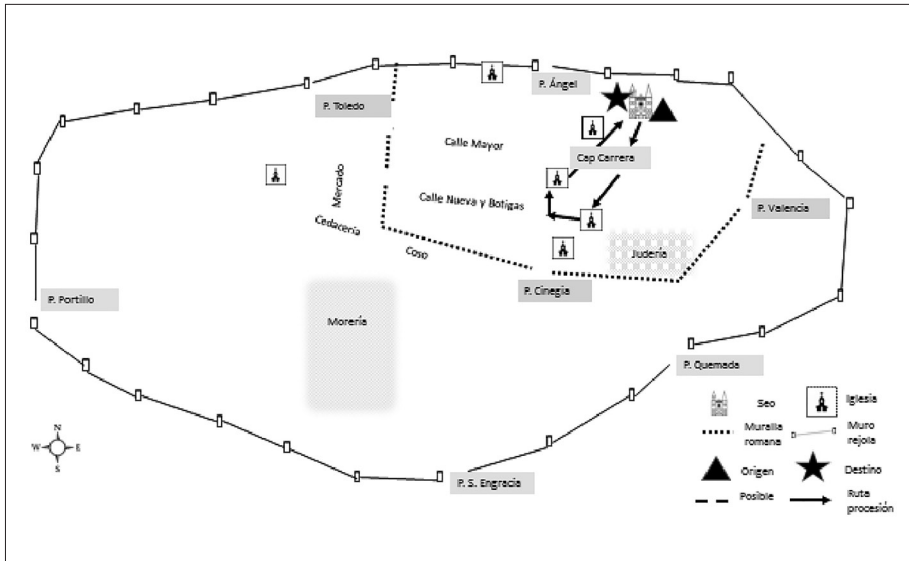 P. Ángel
P. Toledo
Calle Mayor
Cap Carrera
Mercado
Calle Nueva y Botigas
P. Valencia
Cedacería
Coso
Judería
P. Cinegia
P. Portillo
Morería
P. Quemada
Seo
Iglesia
Muralla
romana
Muro
rejola
N
W
E
S
Origen
Destino
P. S. Engracia
Posible
Ruta
procesión